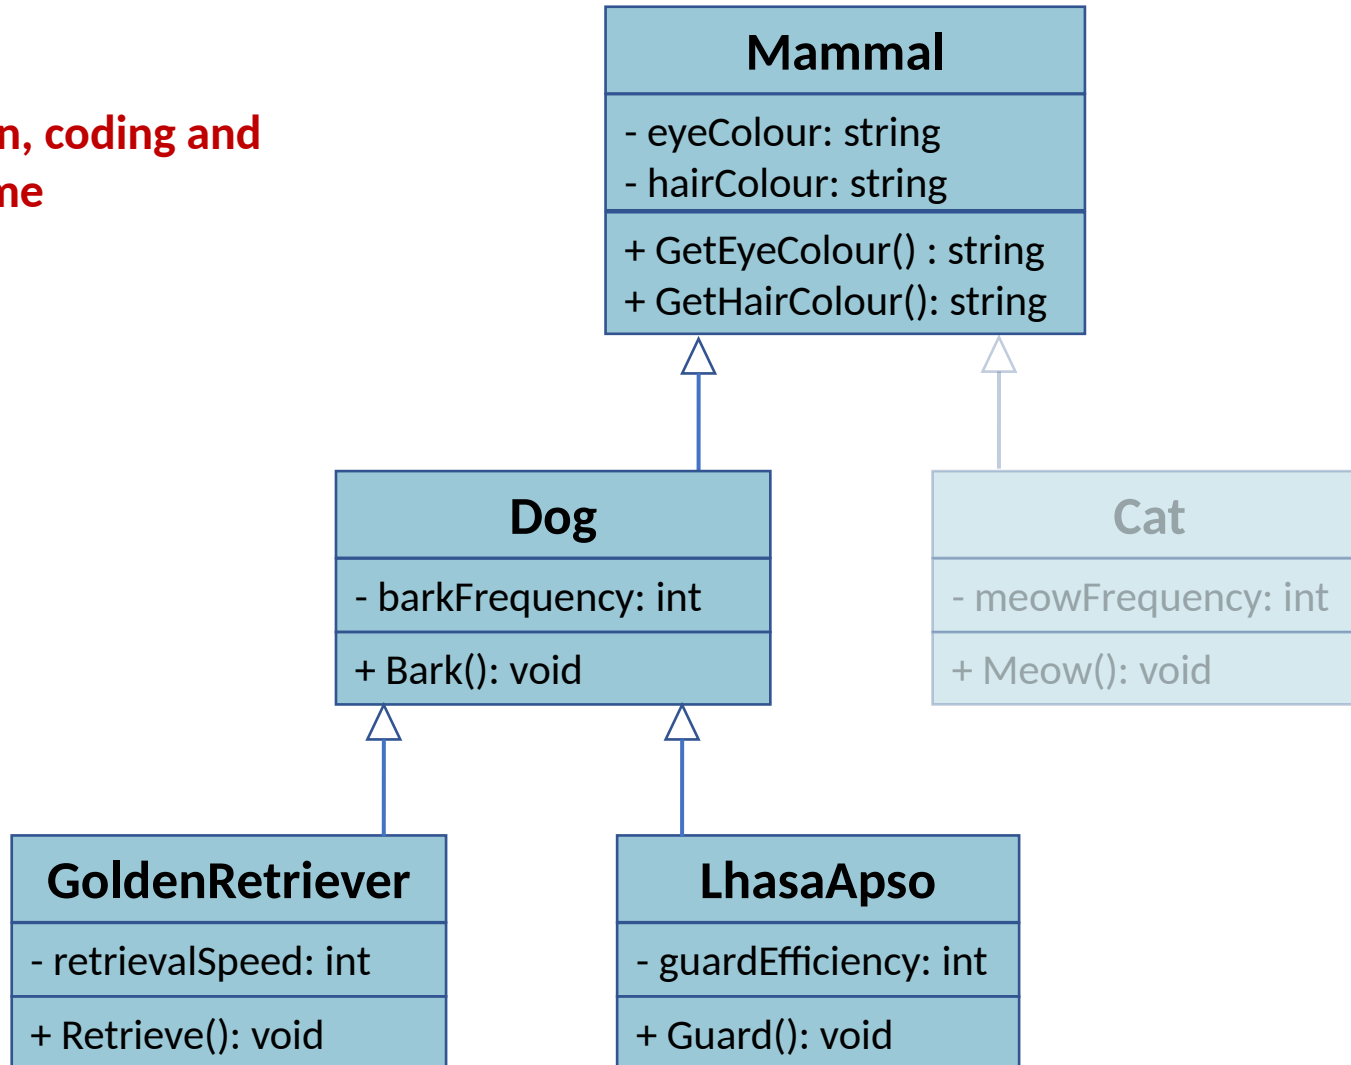 n, coding and
me
Mammal
- eyeColour: string
- hairColour: string
+ GetEyeColour() : string
+ GetHairColour(): string
Dog
- barkFrequency: int
+ Bark(): void
Cat
- meowFrequency: int
+ Meow(): void
GoldenRetriever
- retrievalSpeed: int
+ Retrieve(): void
LhasaApso
- guardEfficiency: int
+ Guard(): void